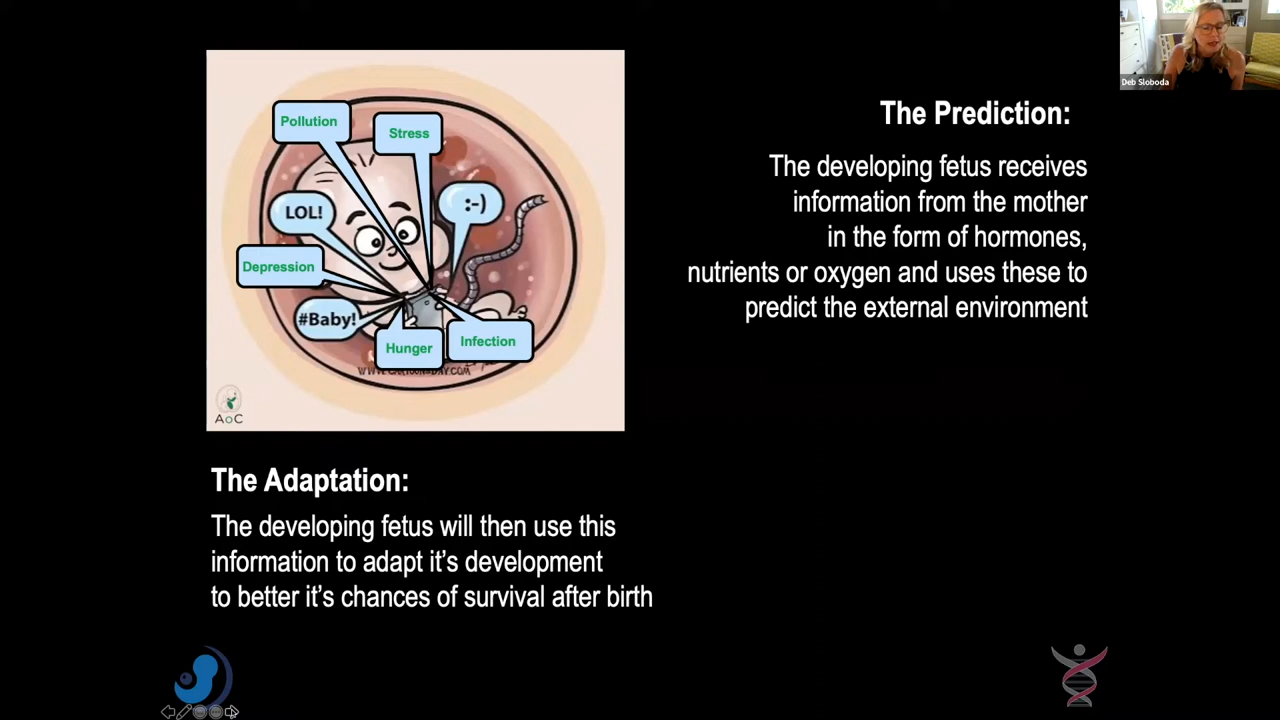 Deb Sloboda
Pollution
Stress
LOL!
:-)
Depression
#Baby!
Hunger
Infection
WWW.CARTOONADAY.COM
AoC
The Prediction:
The developing fetus receives
information from the mother
in the form of hormones,
nutrients or oxygen and uses these to
predict the external environment
The Adaptation:
The developing fetus will then use this
information to adapt it's development
to better it's chances of survival after birth